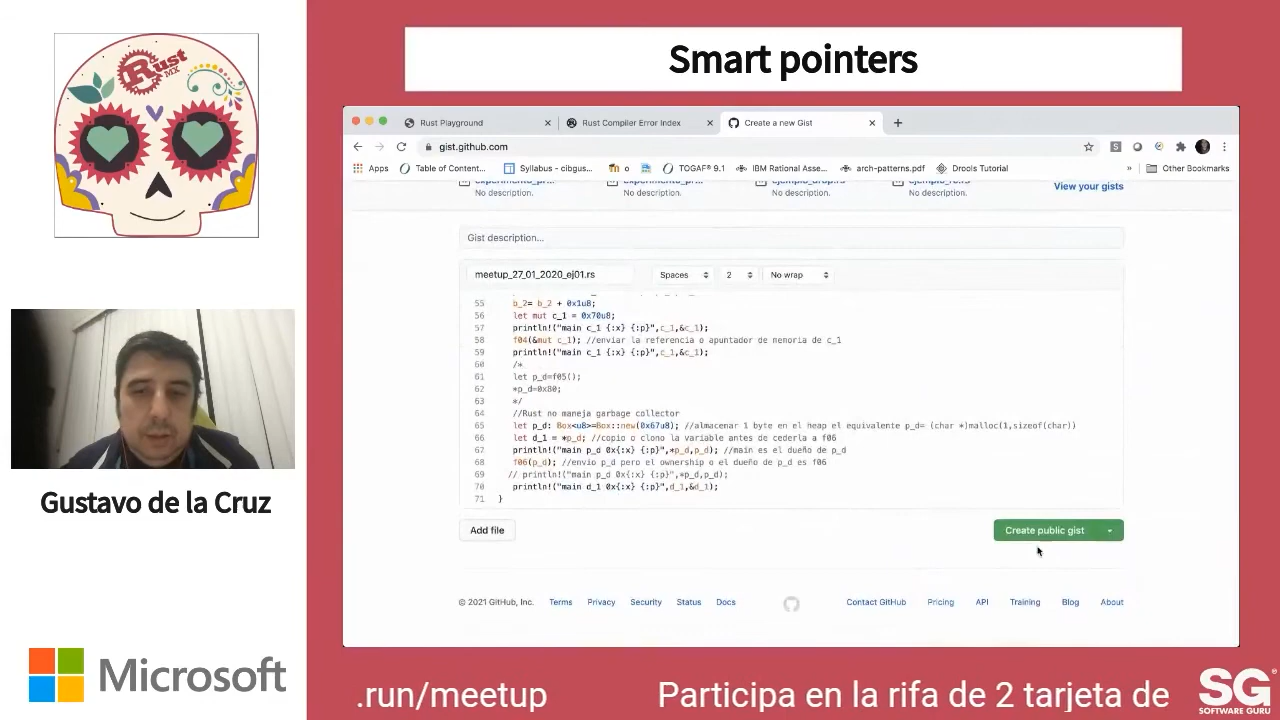 Rust
MX
Smart pointers
Rust Playground
Rust Compiler Error Index
Create a new Gist
gist.github.com
Apps
Table of Content...
Syllabus - cibgus...
o
TOGAF® 9.1
IBM Rational Asse...
arch-patterns.pdf
Drools Tutorial
»
Other Bookmarks
No description.
No description.
No description.
No description.
View your gists
Gist description...
meetup_27_01_2020_ej01.rs
Spaces
2
No wrap
55 b_2= b_2 + 0x1u8;
56 let mut c_1 = 0x70u8;
57 println!("main c_1 {:x} {:p}",c_1,&c_1);
58 f04(&mut c_1); //enviar la referencia o apuntador de memoria de c_1
59 println!("main c_1 {:x} {:p}",c_1,&c_1);
60 /*
61 let p_d=f05();
62 *p_d=0x80;
63 */
64 //Rust no maneja garbage collector
65 let p_d: Box<u8>=Box::new(0x67u8); //almacenar 1 byte en el heap el equivalente p_d= (char *)malloc(1,sizeof(char))
66 let d_1 = *p_d; //copio o clono la variable antes de cederla a f06
67 println!("main p_d 0x{:x} {:p}",*p_d,p_d); //main es el dueño de p_d
68 f06(p_d); //envio p_d pero el ownership o el dueño de p_d es f06
69 // println!("main p_d 0x{:x} {:p}",*p_d,p_d);
70 println!("main d_1 0x{:x} {:p}",d_1,&d_1);
71 }
Add file
Create public gist
© 2021 GitHub, Inc.
Terms
Privacy
Security
Status
Docs
Contact GitHub
Pricing
API
Training
Blog
About
Gustavo de la Cruz
Microsoft
.run/meetup
Participa en la rifa de 2 tarjeta de
SG
SOFTWARE GURU